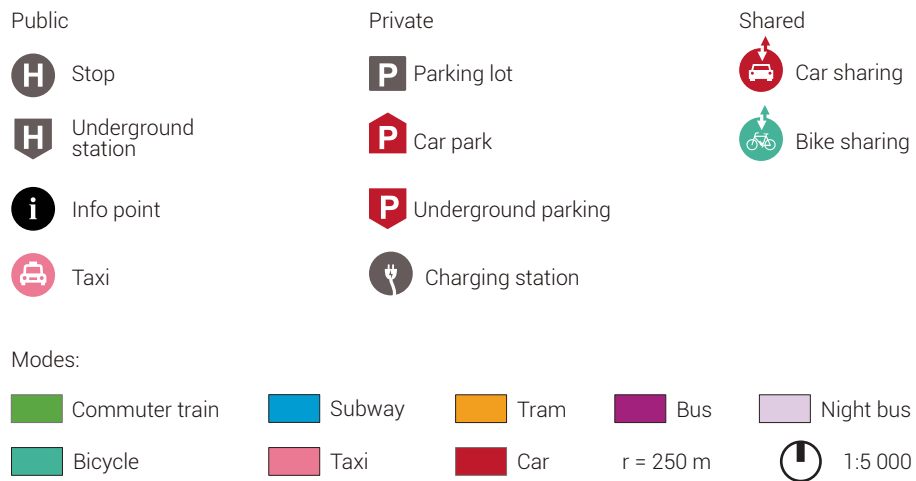 Public
Private
Shared
H Stop
P Parking lot
Car sharing
H Underground
station
P Car park
Bike sharing
i Info point
P Underground parking
Taxi
Charging station
Modes:
Commuter train
Subway
Tram
Bus
Night bus
Bicycle
Taxi
Car
r = 250 m
1:5 000